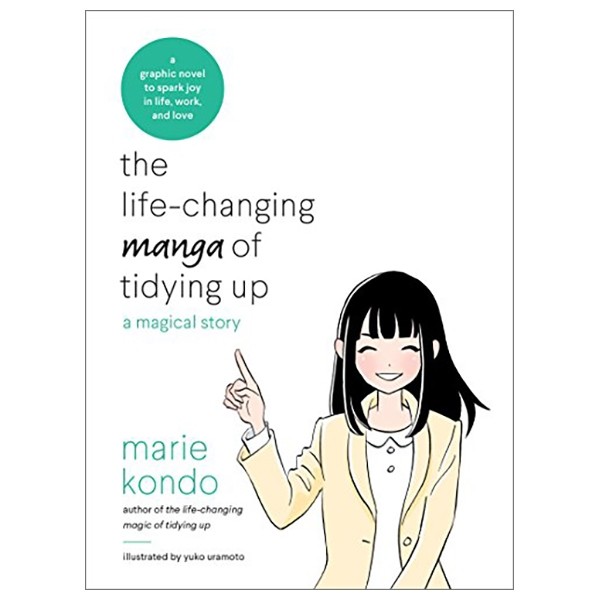 a
graphic novel
to spark joy
in life, work,
and love
the
life-changing
manga of
tidying up
a magical story
marie
kondo
author of the life-changing
magic of tidying up
illustrated by yuko uramoto